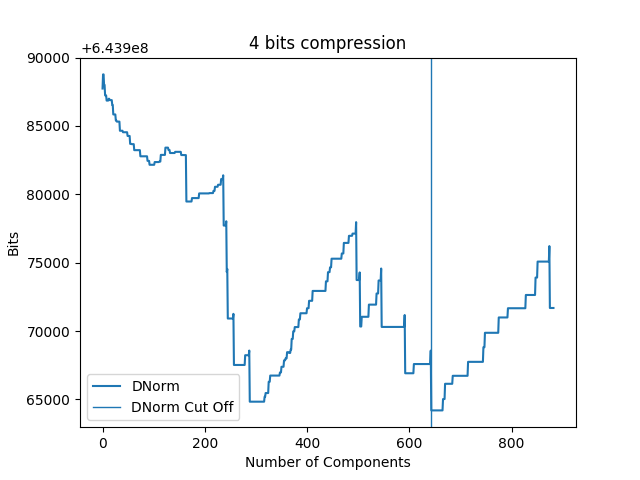 4 bits compression
+6.439e8
90000
85000
80000
75000
70000
65000
Bits
DNorm
DNorm Cut Off
0 200 400 600 800
Number of Components